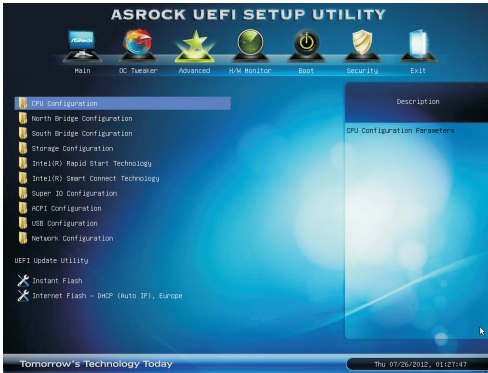 ASROCK UEFI SETUP UTILITY
ASRock
Main
OC Tweaker
Advanced
H/W Monitor
Boot
Security
Exit
CPU Configuration
North Bridge Configuration
South Bridge Configuration
Storage Configuration
Intel(R) Rapid Start Technology
Intel(R) Smart Connect Technology
Super IO Configuration
ACPI Configuration
USB Configuration
Network Configuration
UEFI Update Utility
Instant Flash
Internet Flash - DHCP (Auto IP), Europe
Description
CPU Configuration Parameters
Tomorrow's Technology Today
Thu 07/26/2012, 01:27:47